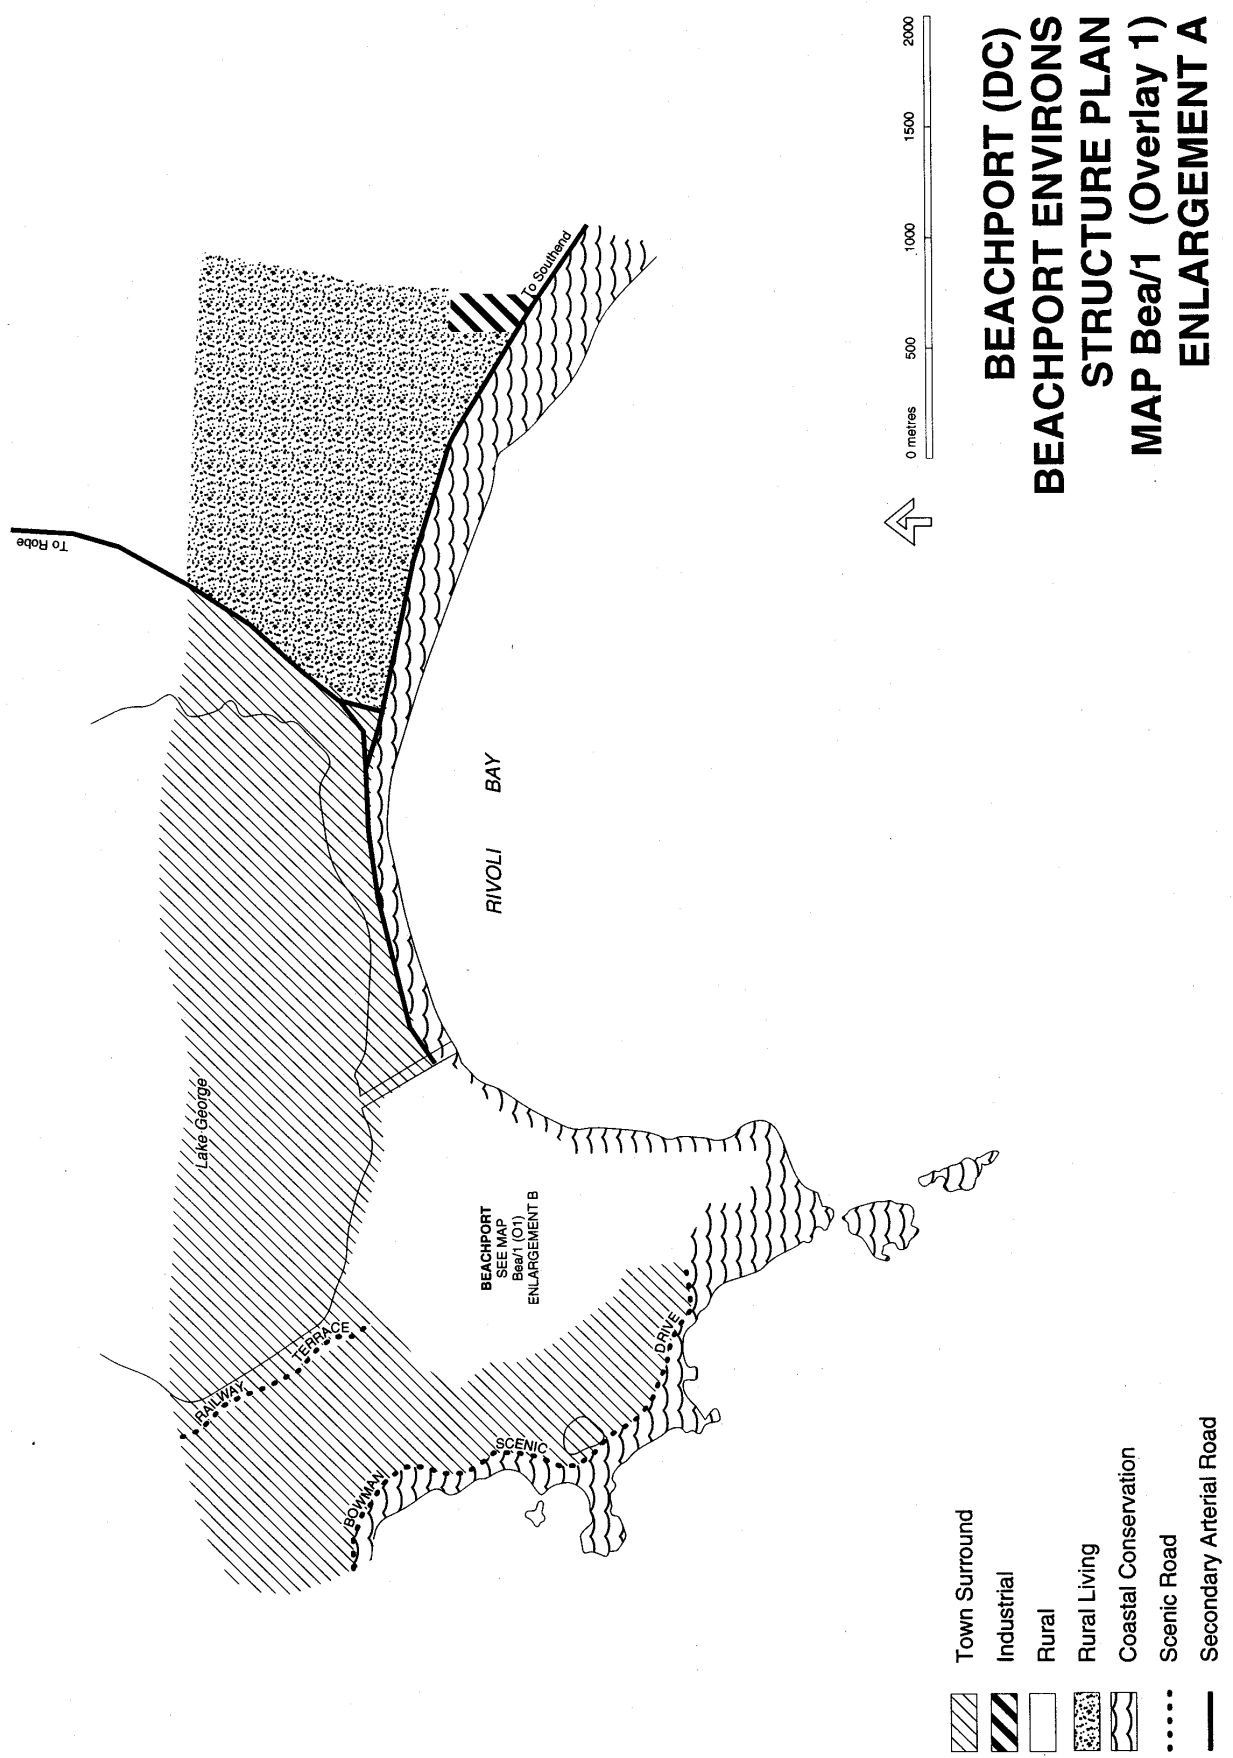 To Robe
To Southend
Lake George
RIVOLI BAY
RAILWAY TERRACE
BOWMAN SCENIC DRIVE
BEACHPORT
SEE MAP
Bea/1 (O1)
ENLARGEMENT B
Town Surround
Industrial
Rural
Rural Living
Coastal Conservation
Scenic Road
Secondary Arterial Road
0 metres 500 1000 1500 2000
BEACHPORT (DC)
BEACHPORT ENVIRONS
STRUCTURE PLAN
MAP Bea/1 (Overlay 1)
ENLARGEMENT A